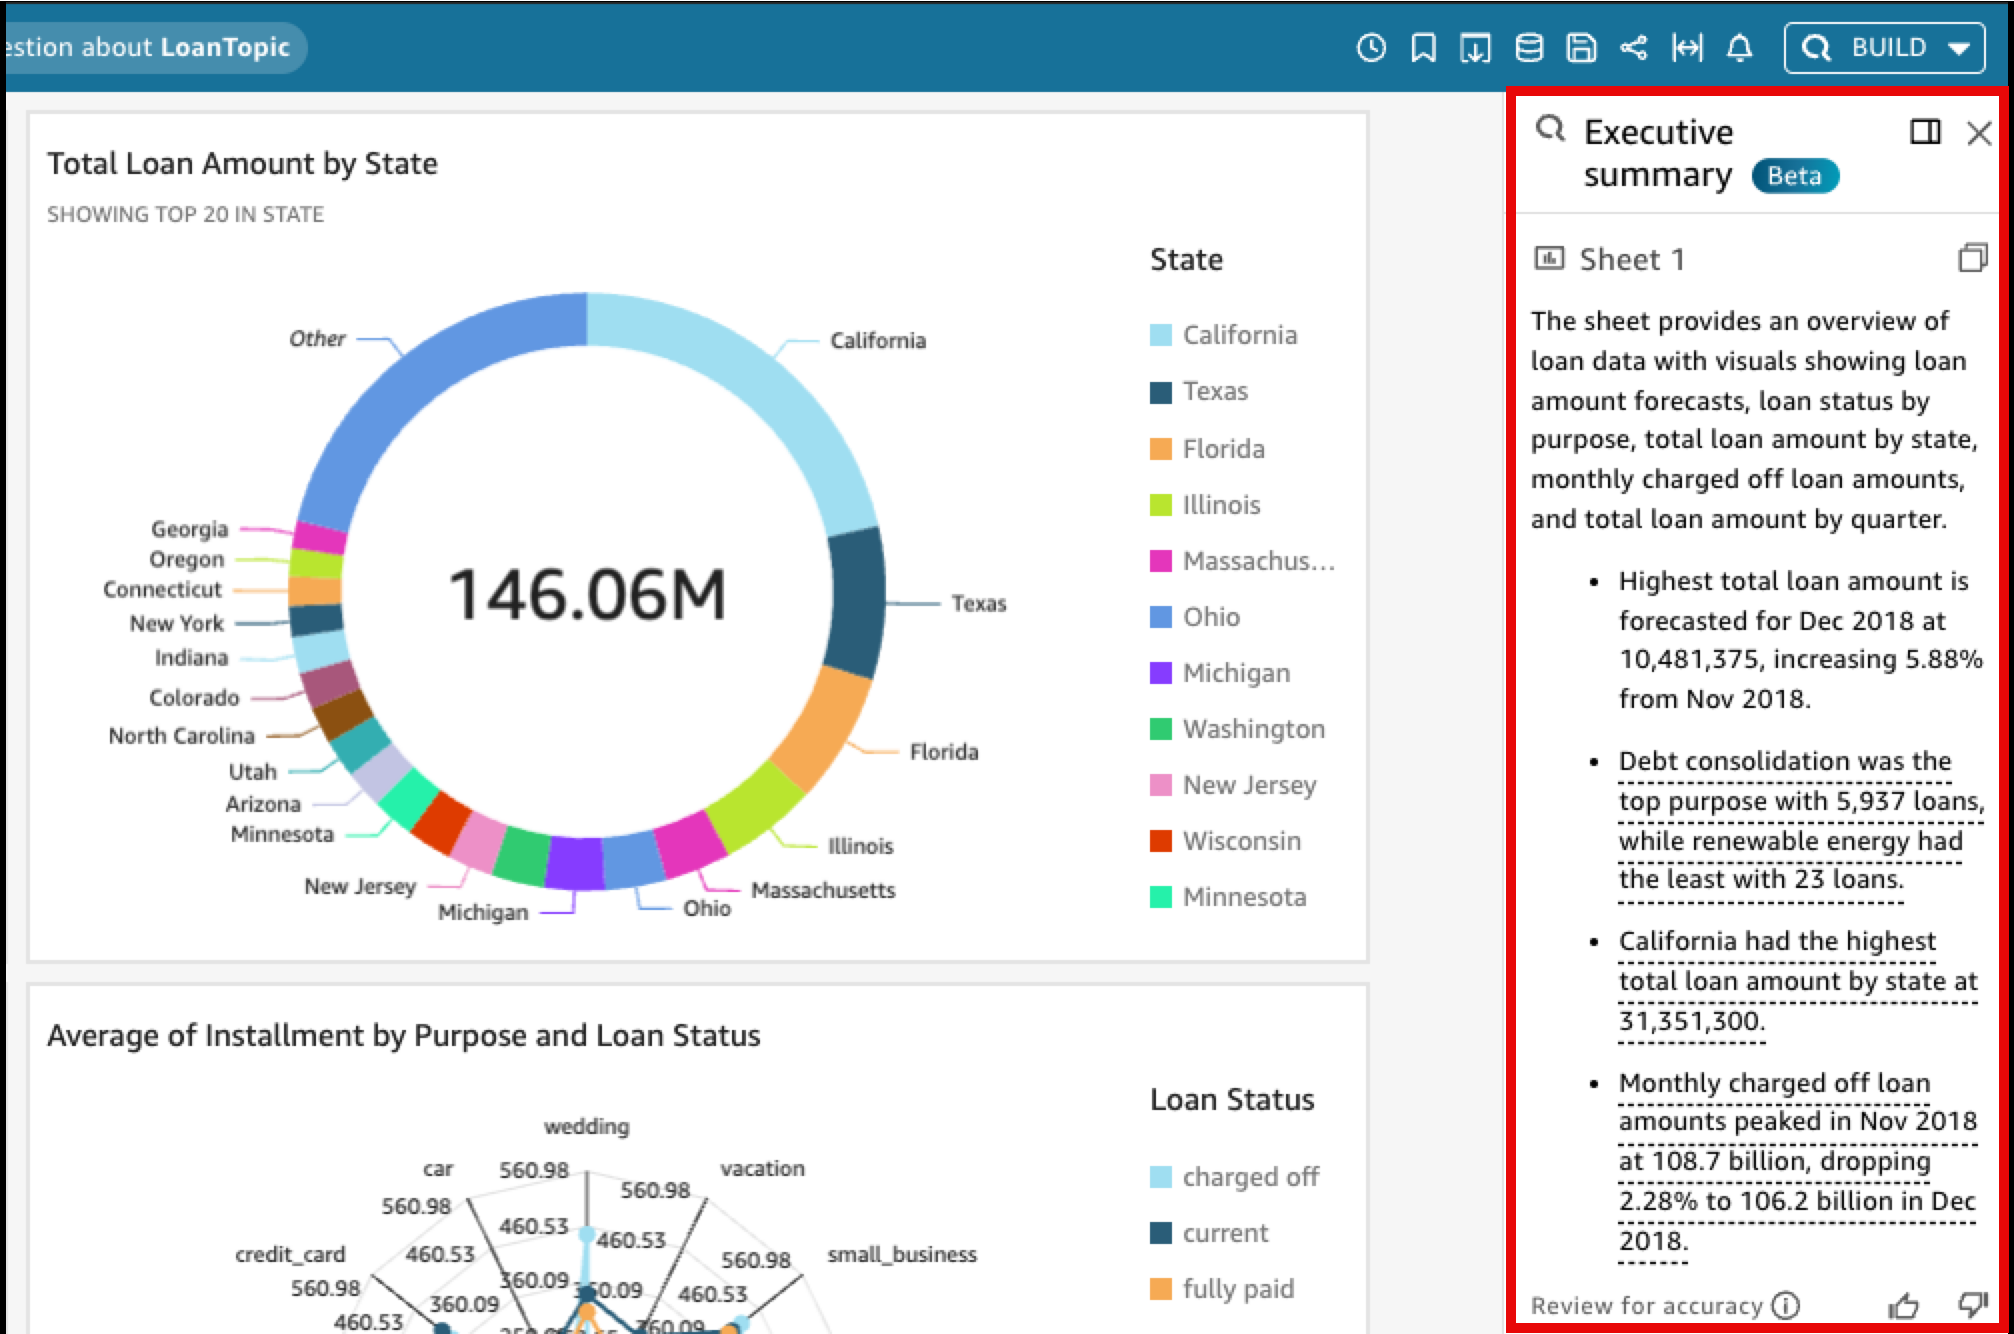 estion about LoanTopic
BUILD
Total Loan Amount by State
SHOWING TOP 20 IN STATE
146.06M
Other
California
Georgia
Oregon
Connecticut
New York
Texas
Indiana
Colorado
North Carolina
Florida
Utah
Arizona
Minnesota
Illinois
New Jersey
Massachusetts
Michigan
Ohio
State
California
Texas
Florida
Illinois
Massachus...
Ohio
Michigan
Washington
New Jersey
Wisconsin
Minnesota
Average of Installment by Purpose and Loan Status
wedding
car
560.98
vacation
560.98
560.98
460.53
460.53
credit_card
460.53
560.98
small_business
560.98
360.09
460.53
360.09
460.53
360.09
Loan Status
charged off
current
fully paid
Executive
summary Beta
Sheet 1
The sheet provides an overview of
loan data with visuals showing loan
amount forecasts, loan status by
purpose, total loan amount by state,
monthly charged off loan amounts,
and total loan amount by quarter.
• Highest total loan amount is
forecasted for Dec 2018 at
10,481,375, increasing 5.88%
from Nov 2018.
• Debt consolidation was the
top purpose with 5,937 loans,
while renewable energy had
the least with 23 loans.
• California had the highest
total loan amount by state at
31,351,300.
• Monthly charged off loan
amounts peaked in Nov 2018
at 108.7 billion, dropping
2.28% to 106.2 billion in Dec
2018.
Review for accuracy